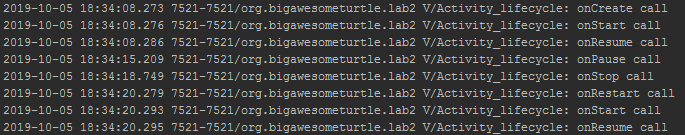 2019-10-05 18:34:08.273 7521-7521/org.bigawesometurtle.lab2 V/Activity_lifecycle: onCreate call
2019-10-05 18:34:08.276 7521-7521/org.bigawesometurtle.lab2 V/Activity_lifecycle: onStart call
2019-10-05 18:34:08.286 7521-7521/org.bigawesometurtle.lab2 V/Activity_lifecycle: onResume call
2019-10-05 18:34:15.209 7521-7521/org.bigawesometurtle.lab2 V/Activity_lifecycle: onPause call
2019-10-05 18:34:18.749 7521-7521/org.bigawesometurtle.lab2 V/Activity_lifecycle: onStop call
2019-10-05 18:34:20.279 7521-7521/org.bigawesometurtle.lab2 V/Activity_lifecycle: onRestart call
2019-10-05 18:34:20.293 7521-7521/org.bigawesometurtle.lab2 V/Activity_lifecycle: onStart call
2019-10-05 18:34:20.295 7521-7521/org.bigawesometurtle.lab2 V/Activity_lifecycle: onResume call